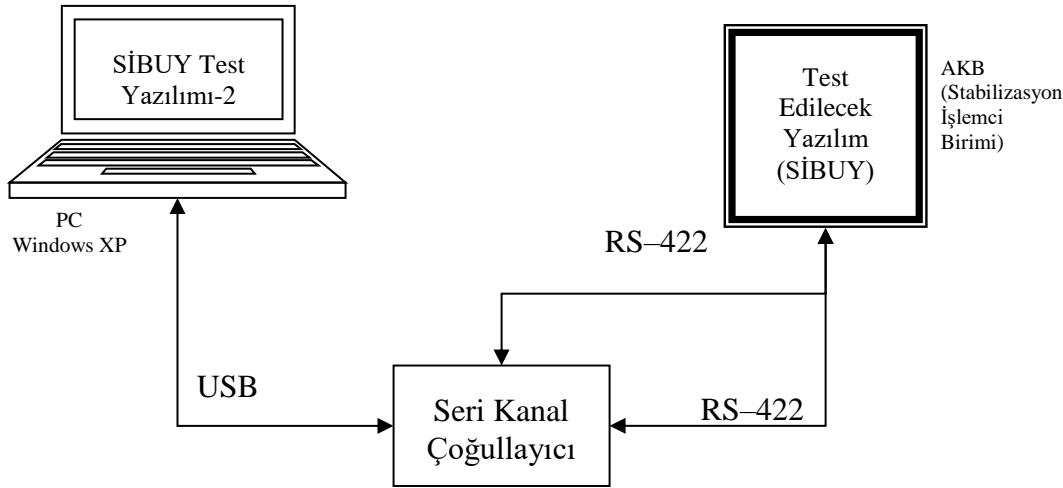 SİBUY Test
Yazılımı-2
PC
Windows XP
Test
Edilecek
Yazılım
(SİBUY)
AKB
(Stabilizasyon
İşlemci
Birimi)
RS–422
USB
Seri Kanal
Çoğullayıcı
RS–422